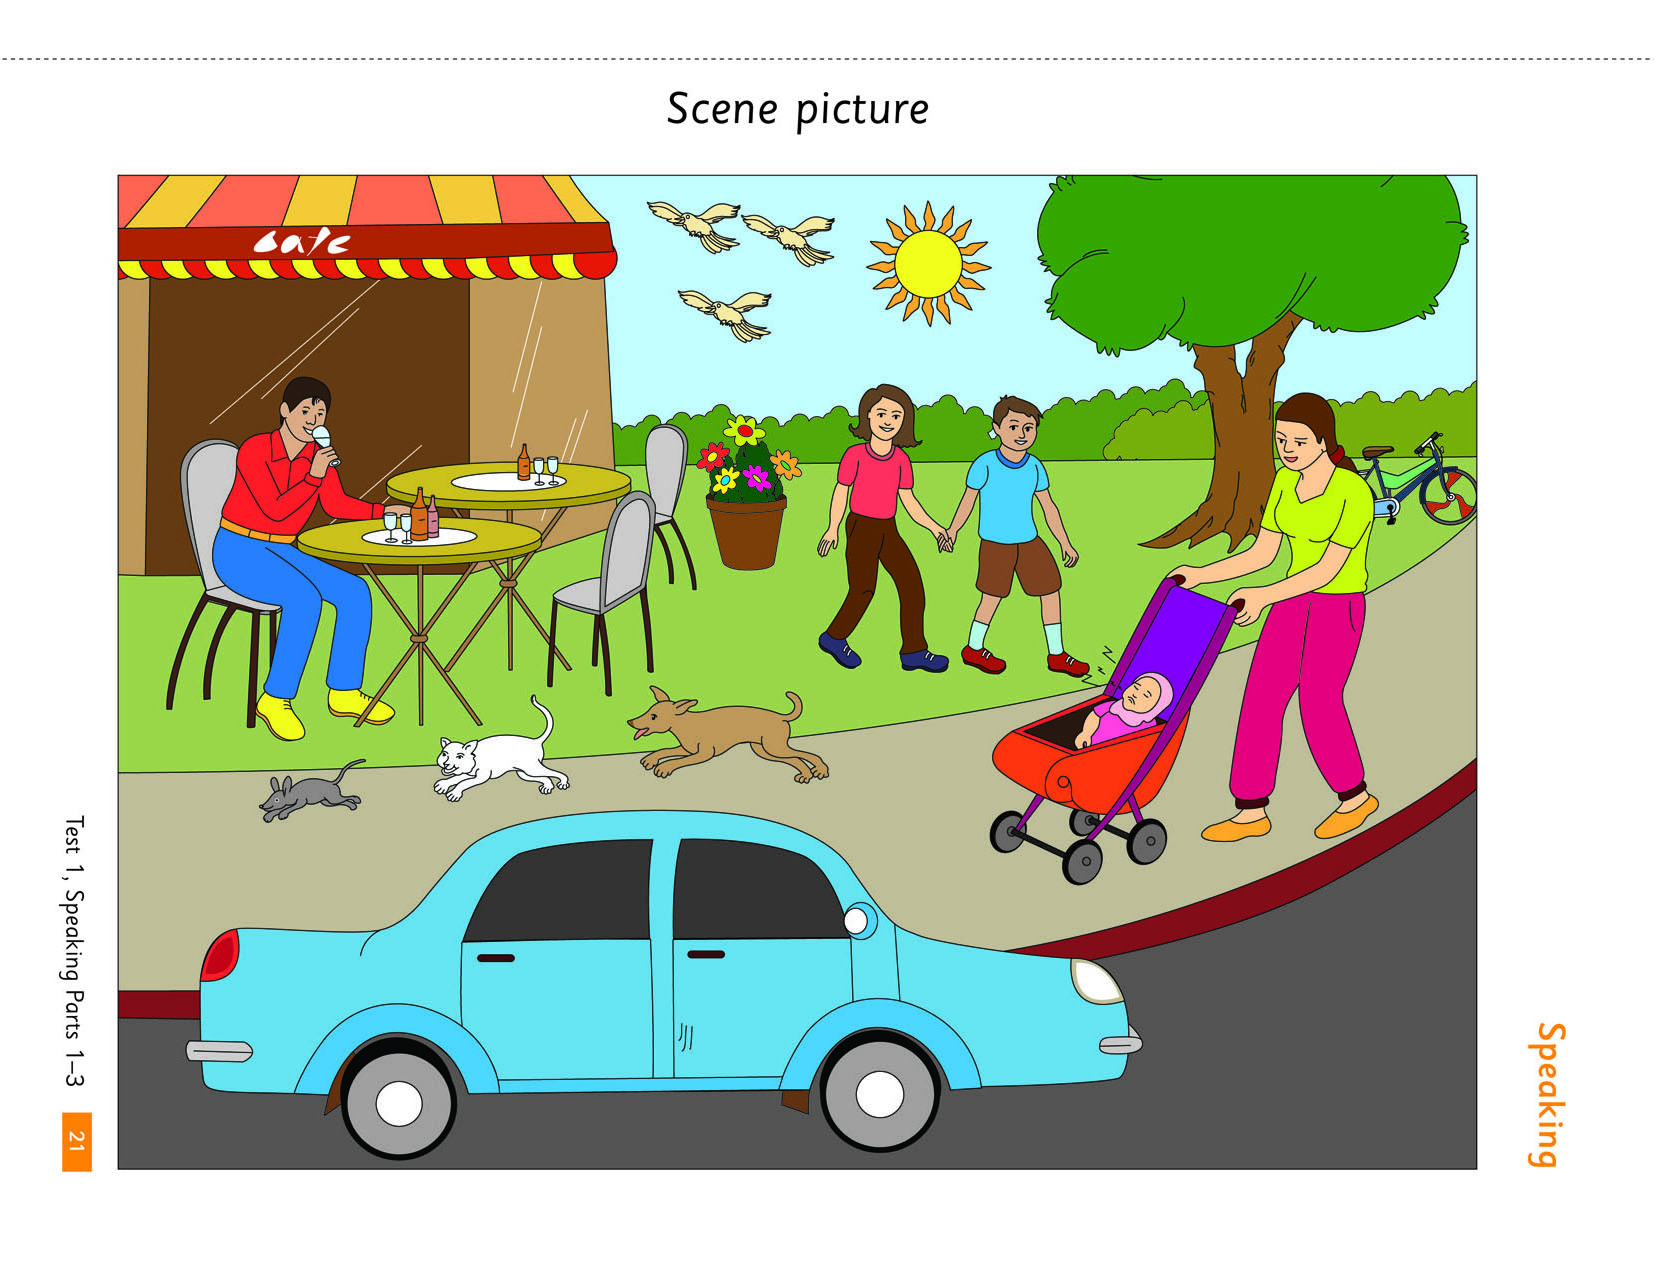 Scene picture
cafe
Test 1, Speaking Parts 1–3
21
Speaking